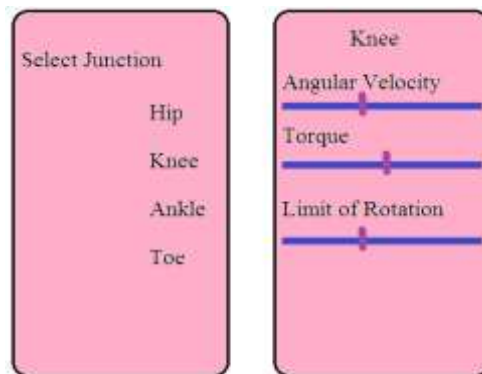 Select Junction
Hip
Knee
Ankle
Toe
Knee
Angular Velocity
Torque
Limit of Rotation